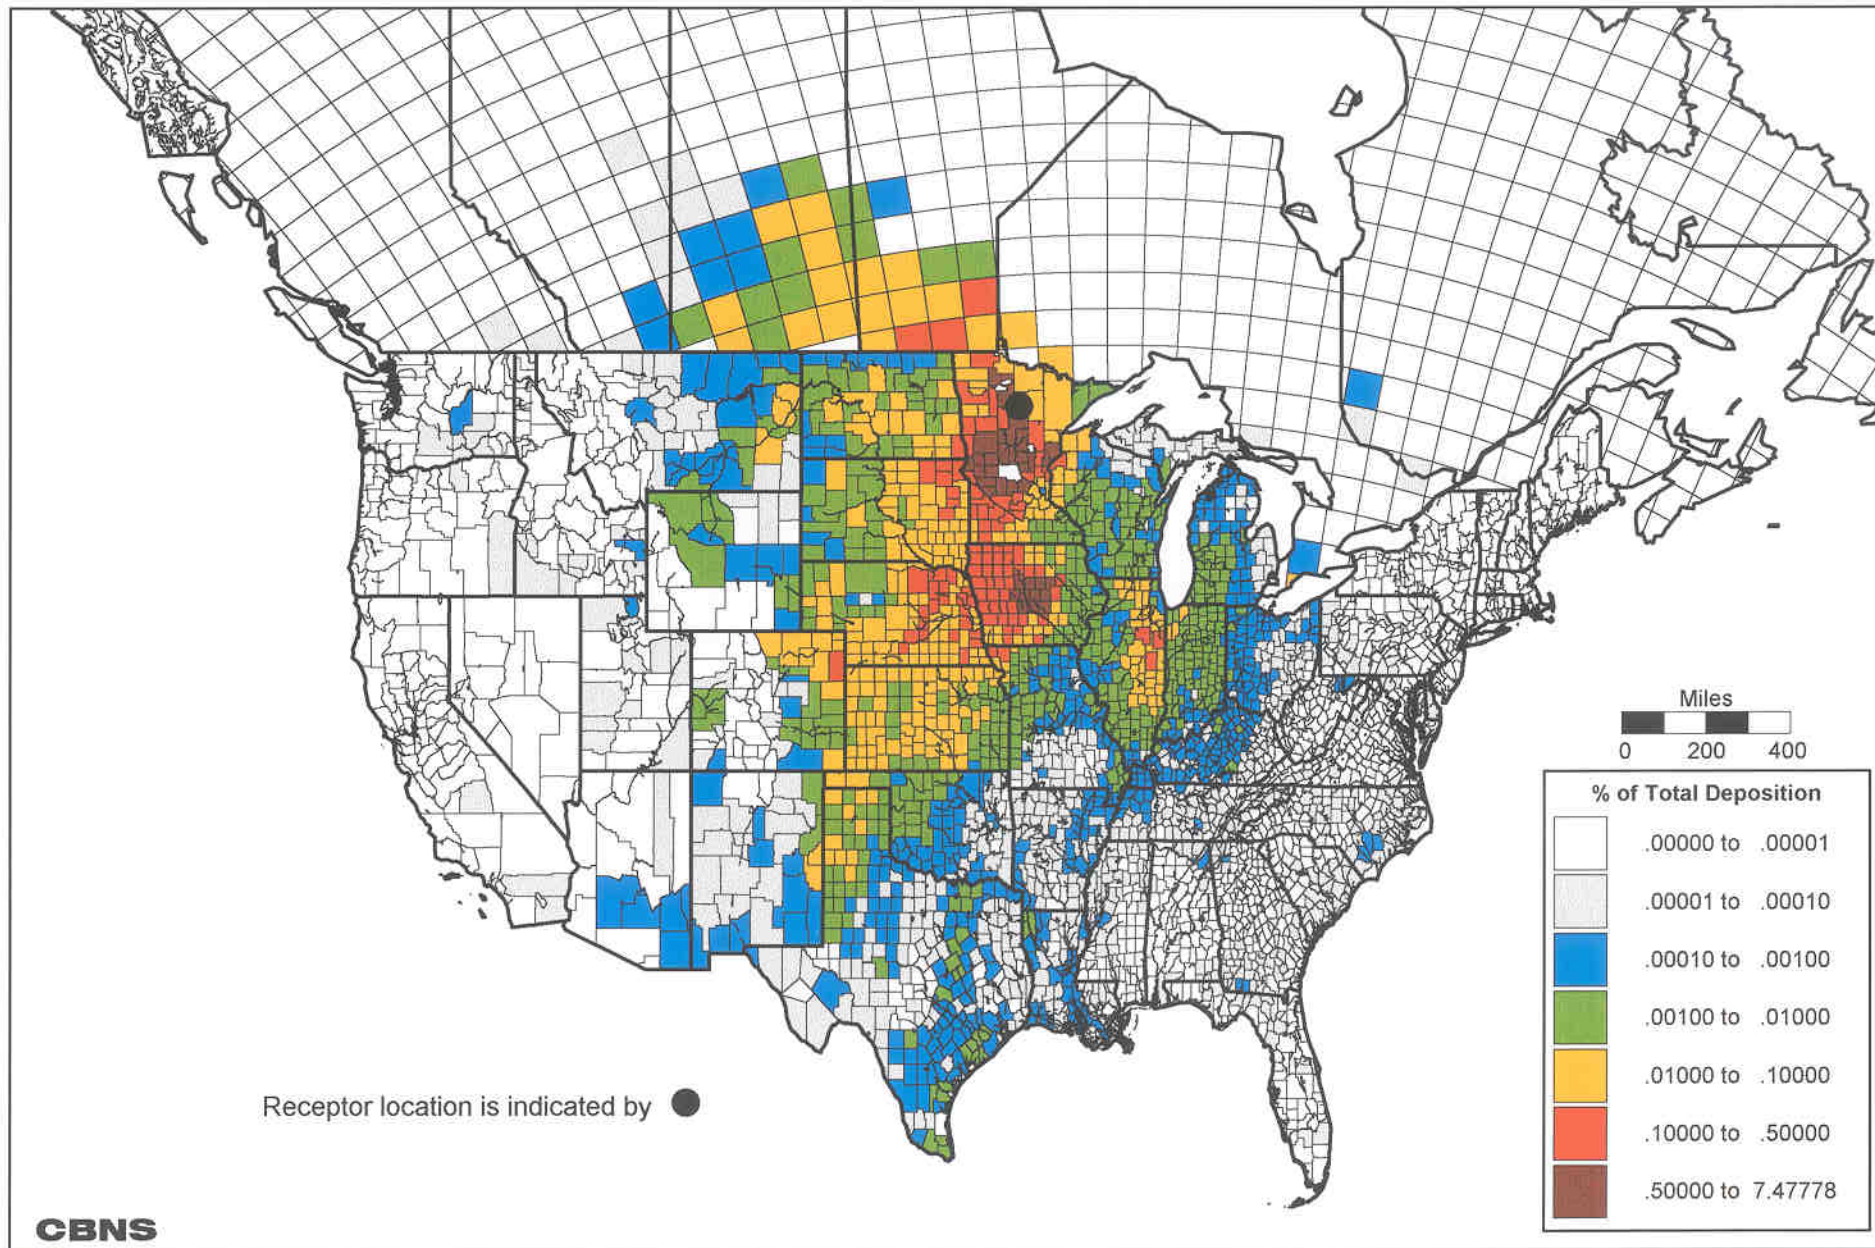 Miles
0 200 400
% of Total Deposition
.00000 to .00001
.00001 to .00010
.00010 to .00100
.00100 to .01000
.01000 to .10000
.10000 to .50000
.50000 to 7.47778
Receptor location is indicated by
CBNS